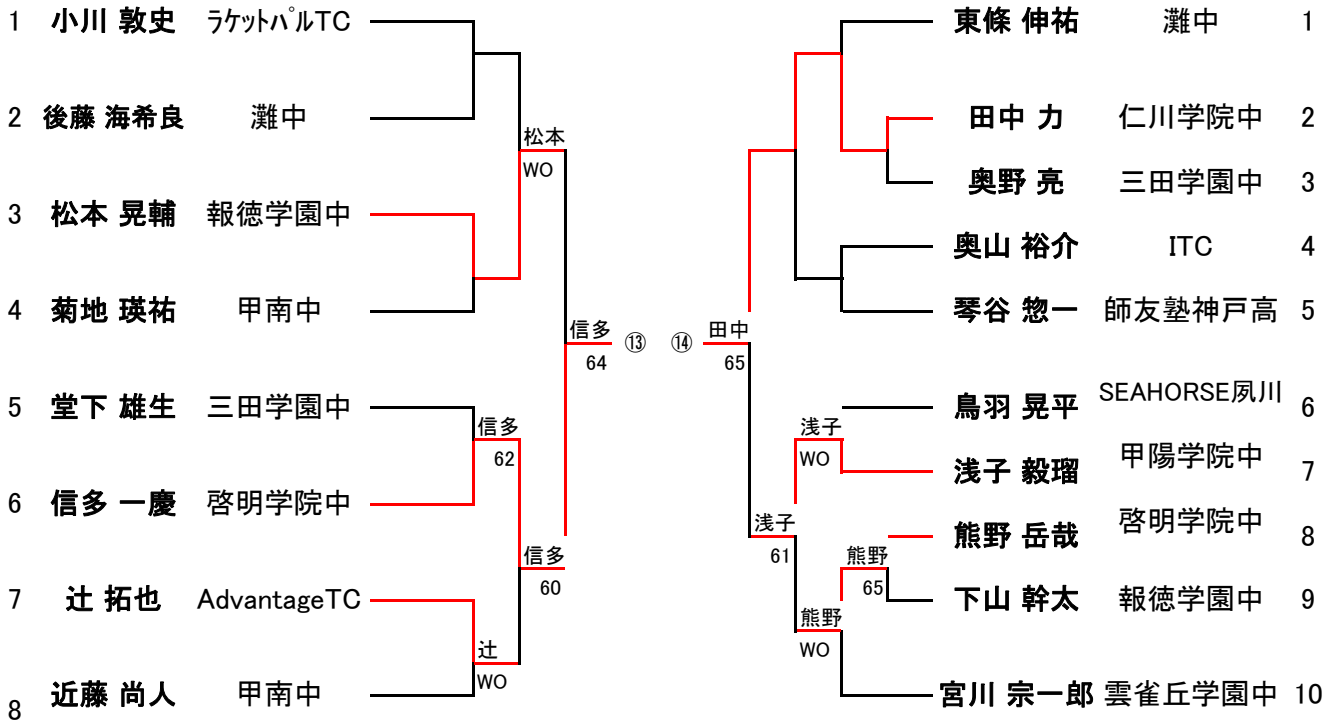 1 小川 敦史 ラケットパルTC
2 後藤 海希良 灘中
松本
WO
3 松本 晃輔 報徳学園中
4 菊地 瑛祐 甲南中
信多 ⑬
64
5 堂下 雄生 三田学園中
信多
62
6 信多 一慶 啓明学院中
信多
60
7 辻 拓也 AdvantageTC
辻
WO
8 近藤 尚人 甲南中
東條 伸祐 灘中 1
田中 力 仁川学院中 2
奥野 亮 三田学園中 3
奥山 裕介 ITC 4
琴谷 惣一 師友塾神戸高 5
⑭ 田中
65
鳥羽 晃平 SEAHORSE夙川 6
浅子
WO
浅子 毅瑠 甲陽学院中 7
浅子
61
熊野 岳哉 啓明学院中 8
熊野
65
下山 幹太 報徳学園中 9
熊野
WO
宮川 宗一郎 雲雀丘学園中 10